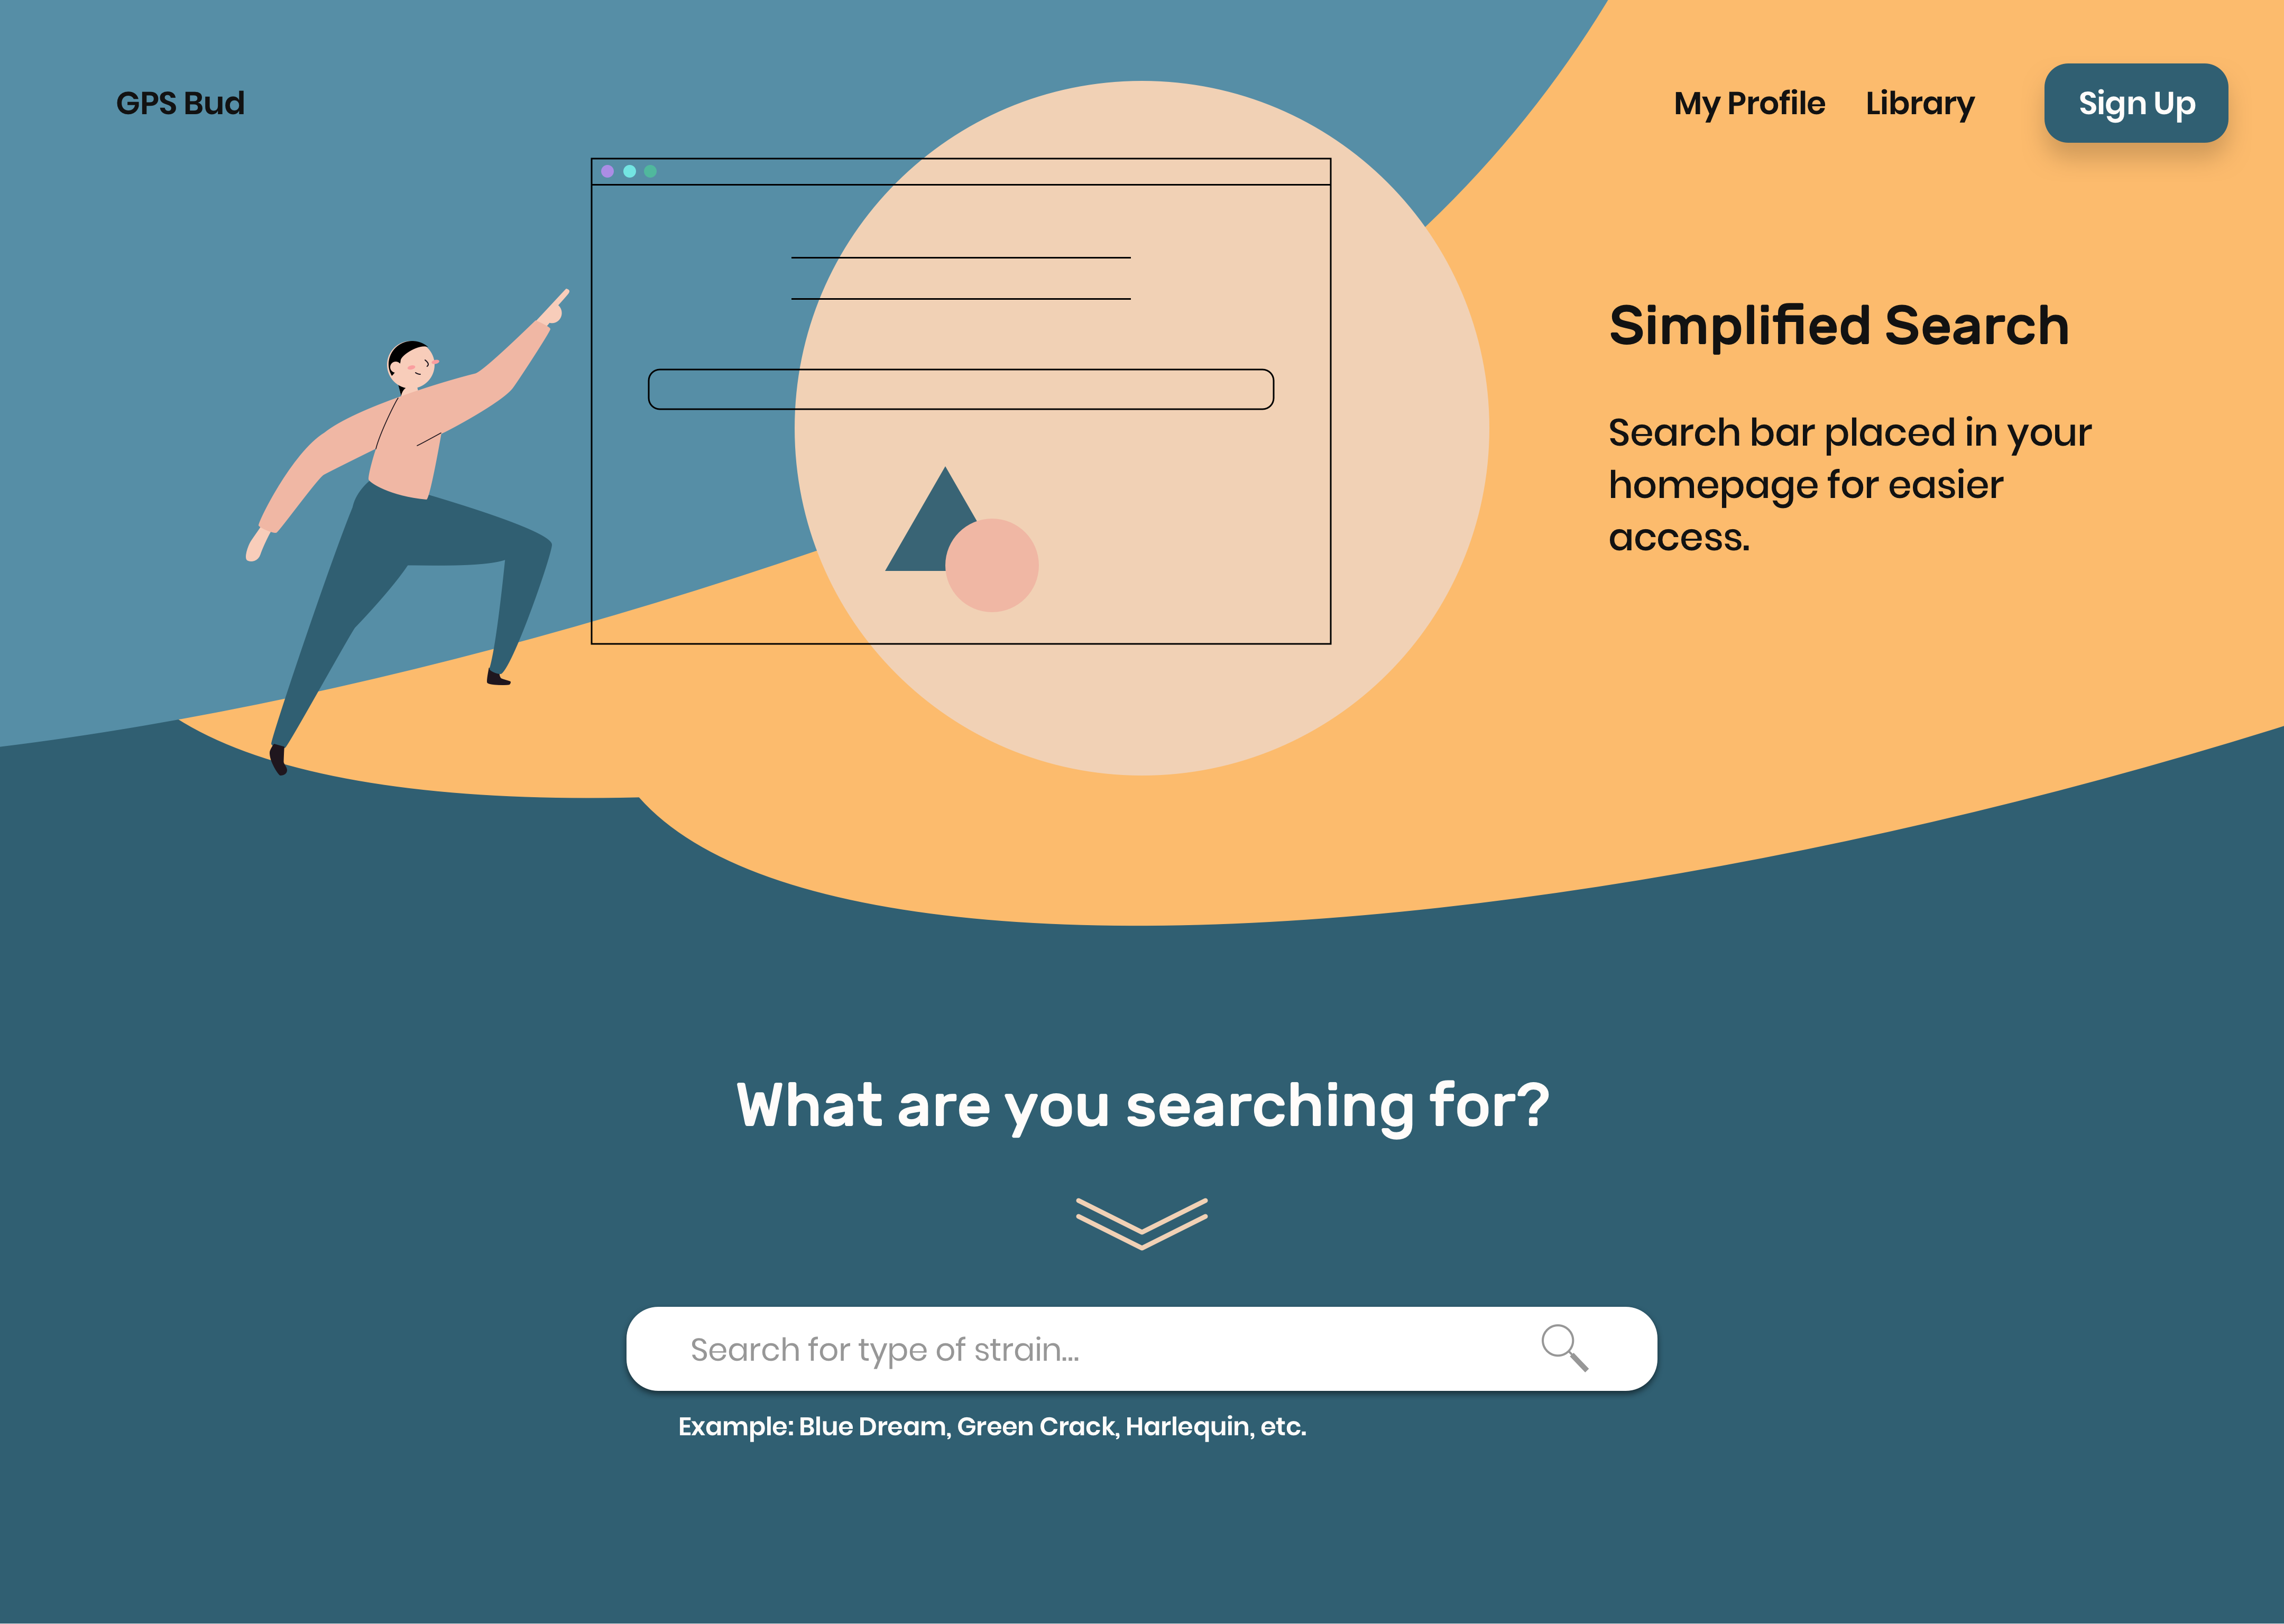 GPS Bud
My Profile
Library
Sign Up
Simplified Search
Search bar placed in your
homepage for easier
access.
What are you searching for?
Search for type of strain...
Example: Blue Dream, Green Crack, Harlequin, etc.